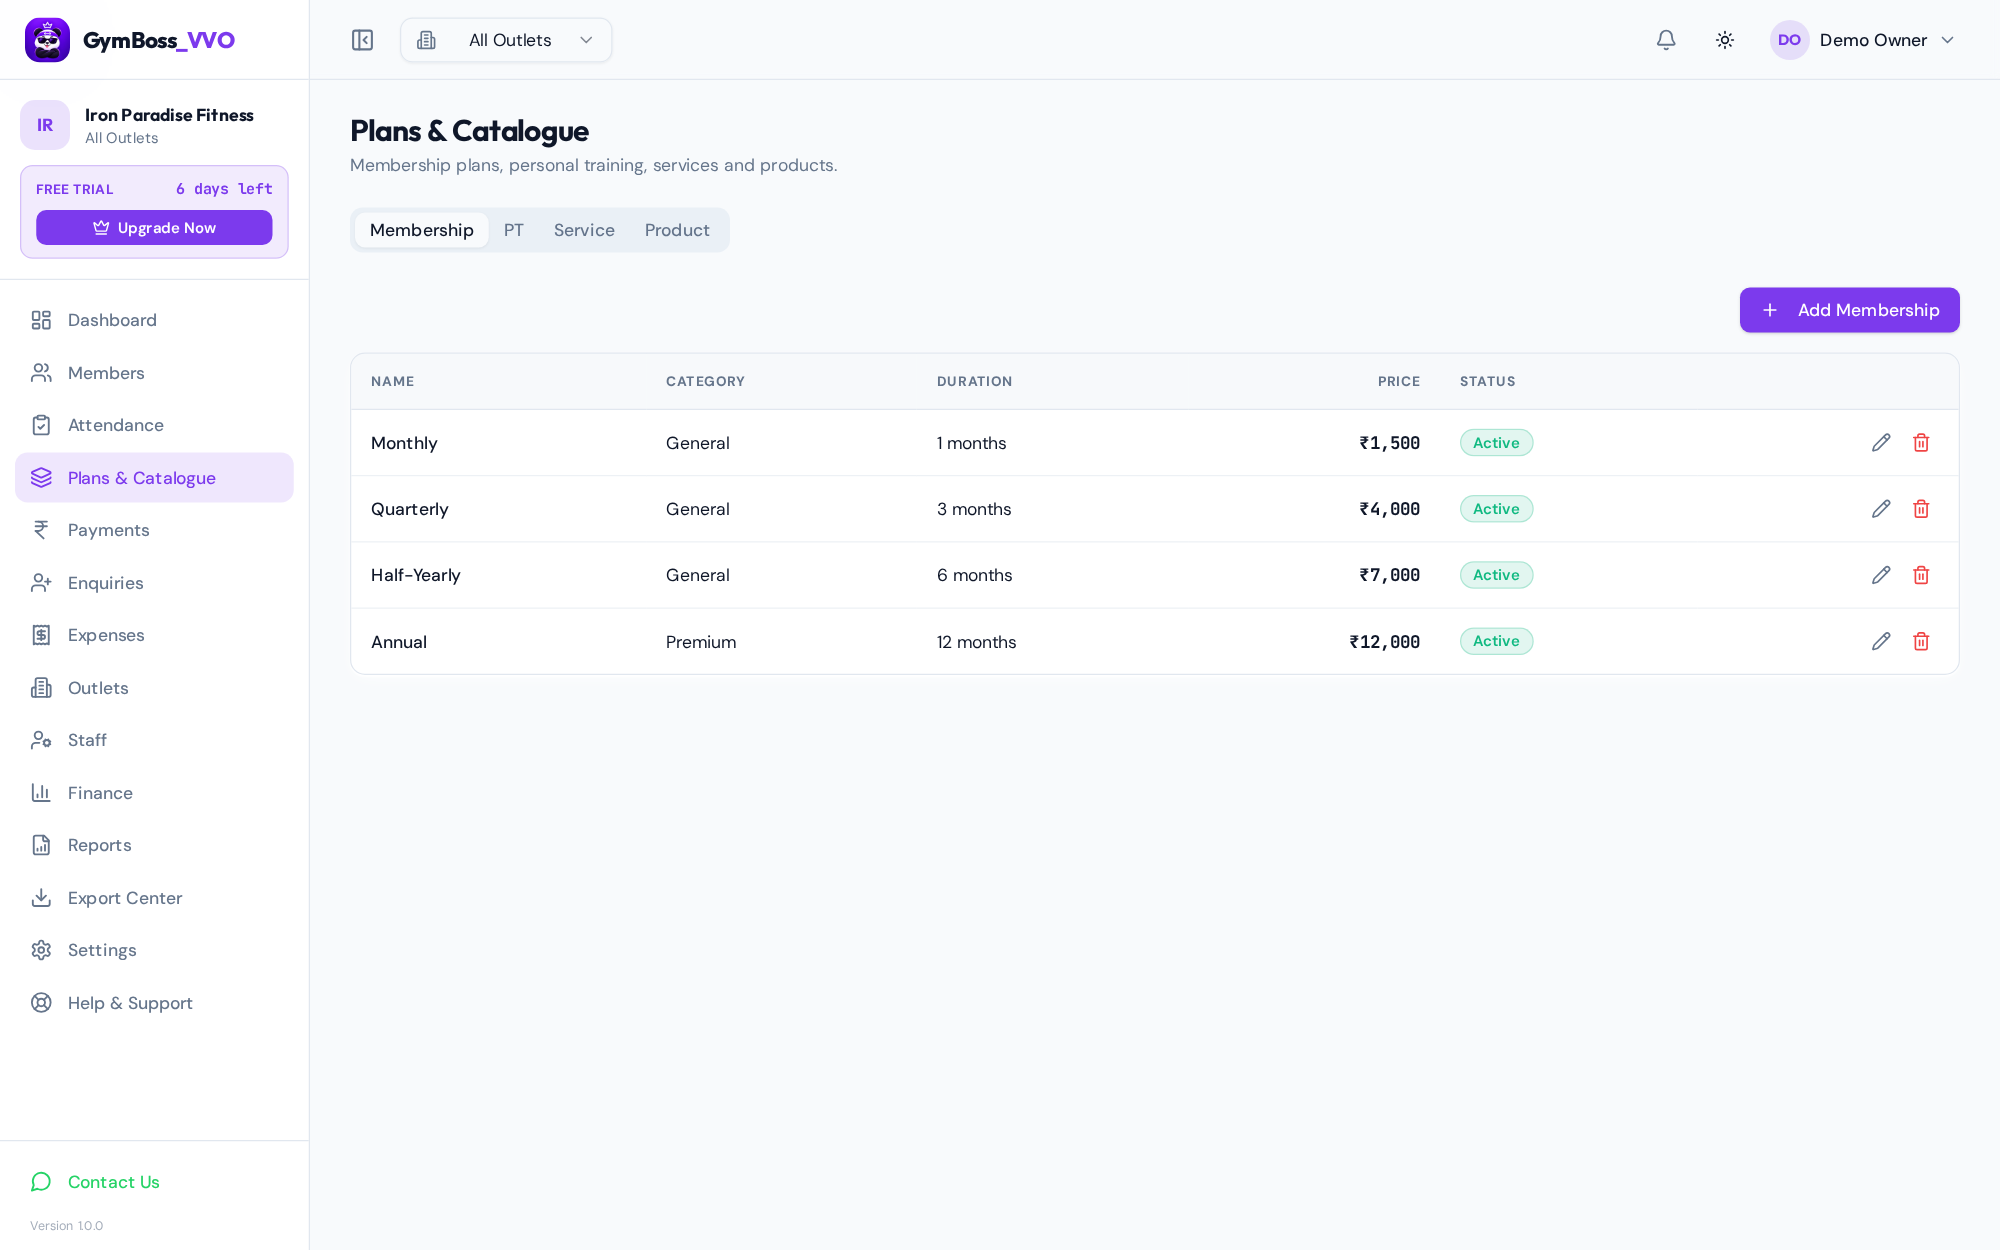 GymBoss_VVO
All Outlets
DO Demo Owner
IR Iron Paradise Fitness
All Outlets
FREE TRIAL 6 days left
Upgrade Now
Dashboard
Members
Attendance
Plans & Catalogue
Payments
Enquiries
Expenses
Outlets
Staff
Finance
Reports
Export Center
Settings
Help & Support
Contact Us
Version 1.0.0
Plans & Catalogue
Membership plans, personal training, services and products.
Membership PT Service Product
Add Membership
NAME CATEGORY DURATION PRICE STATUS
Monthly General 1 months ₹1,500 Active
Quarterly General 3 months ₹4,000 Active
Half-Yearly General 6 months ₹7,000 Active
Annual Premium 12 months ₹12,000 Active